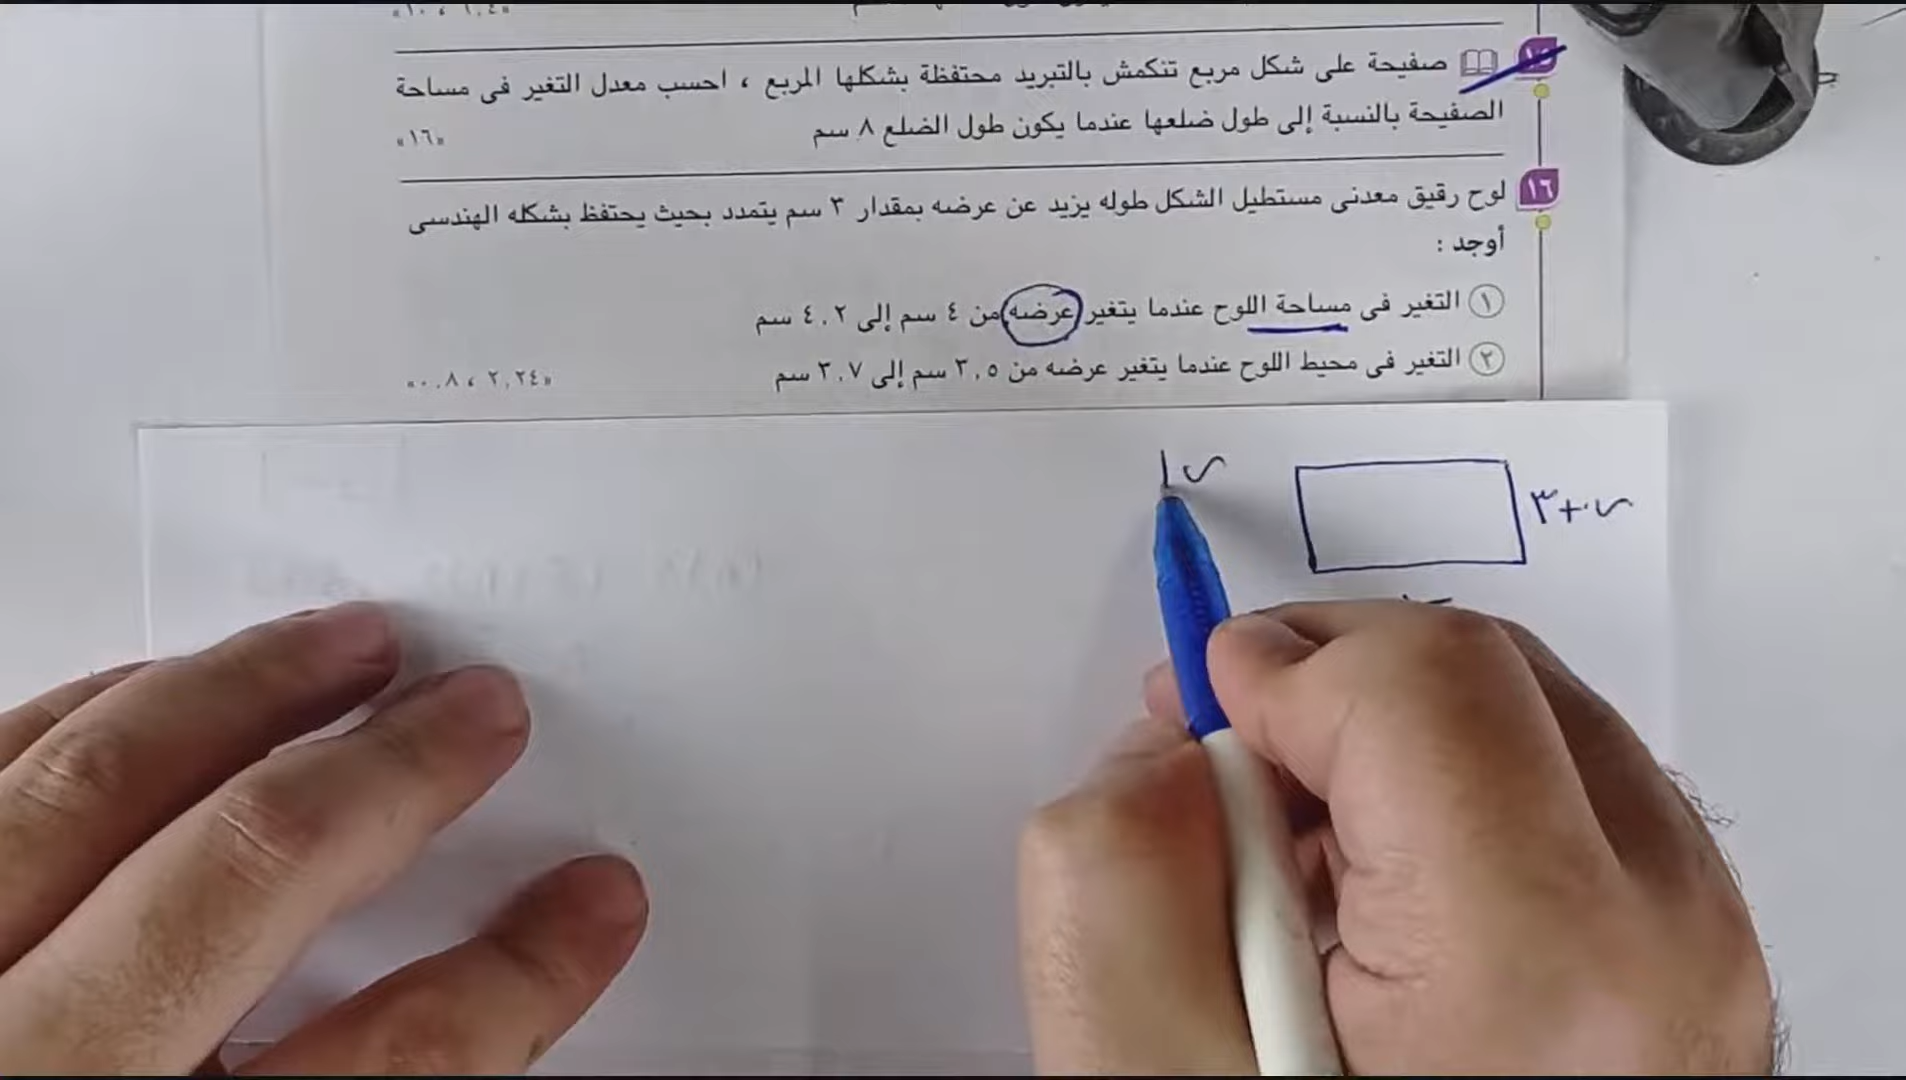 ١٥ صفيحة على شكل مربع تنكمش بالتبريد محتفظة بشكلها المربع ، احسب معدل التغير فى مساحة
الصفيحة بالنسبة إلى طول ضلعها عندما يكون طول الضلع ٨ سم «١٦»
١٦ لوح رقيق معدنى مستطيل الشكل طوله يزيد عن عرضه بمقدار ٣ سم يتمدد بحيث يحتفظ بشكله الهندسى
أوجد :
١ التغير فى مساحة اللوح عندما يتغير عرضه من ٤ سم إلى ٤,٢ سم
٢ التغير فى محيط اللوح عندما يتغير عرضه من ٣,٥ سم إلى ٣,٧ سم «٢,٢٤ ، ٠,٨»
س + ٣